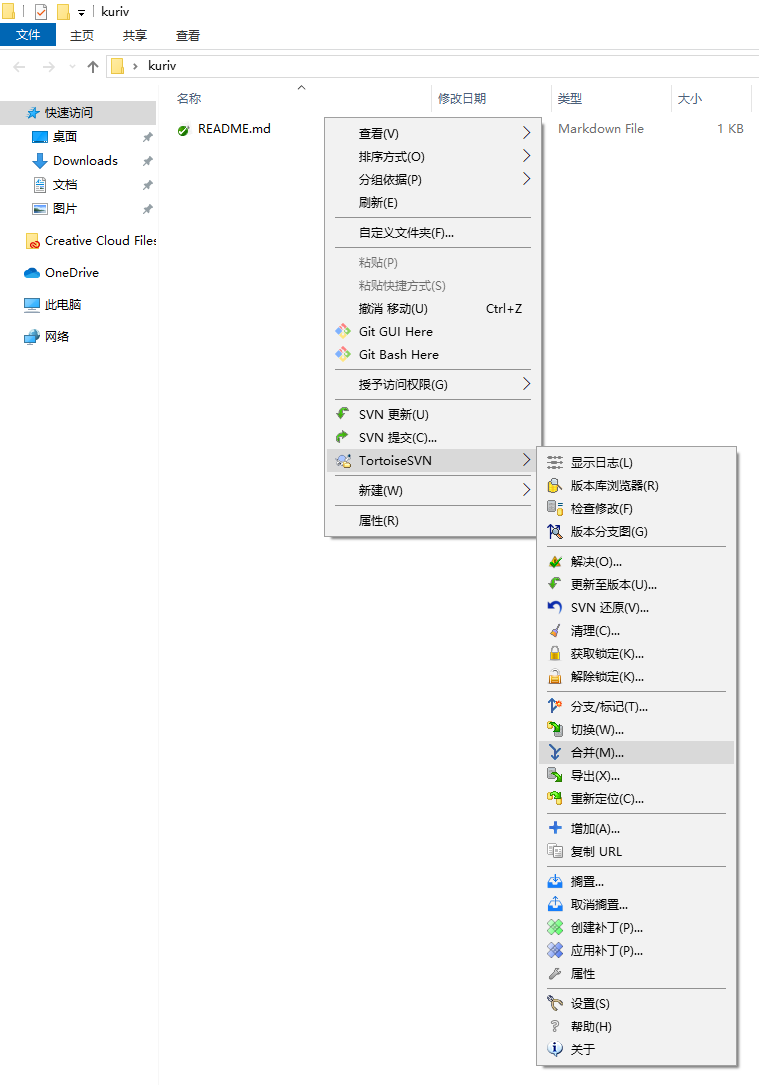 kuriv
文件 主页 共享 查看
kuriv
名称 修改日期 类型 大小
快速访问
桌面
Downloads
文档
图片
Creative Cloud Files
OneDrive
此电脑
网络
README.md Markdown File 1 KB
查看(V)
排序方式(O)
分组依据(P)
刷新(E)
自定义文件夹(F)...
粘贴(P)
粘贴快捷方式(S)
撤消 移动(U) Ctrl+Z
Git GUI Here
Git Bash Here
授予访问权限(G)
SVN 更新(U)
SVN 提交(C)...
TortoiseSVN
新建(W)
属性(R)
显示日志(L)
版本库浏览器(R)
检查修改(F)
版本分支图(G)
解决(O)...
更新至版本(U)...
SVN 还原(V)...
清理(C)...
获取锁定(K)...
解除锁定(K)...
分支/标记(T)...
切换(W)...
合并(M)...
导出(X)...
重新定位(C)...
增加(A)...
复制 URL
搁置...
取消搁置...
创建补丁(P)...
应用补丁(P)...
属性
设置(S)
帮助(H)
关于